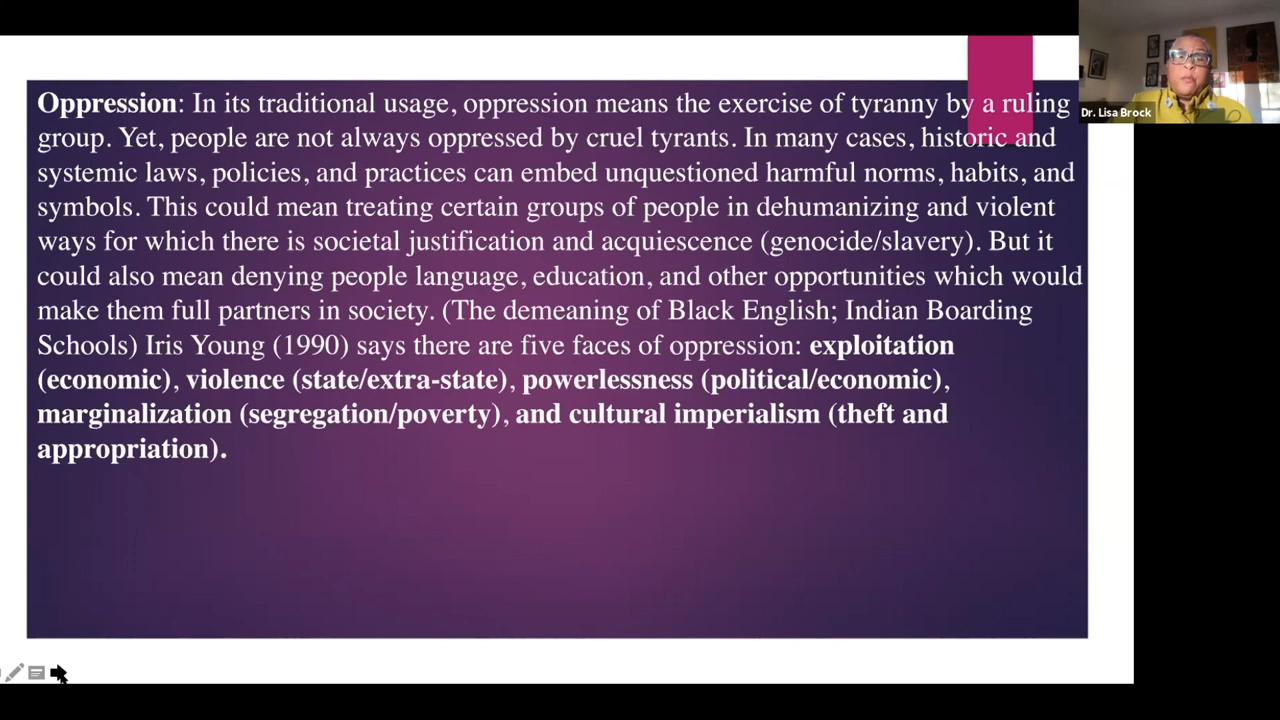 Oppression: In its traditional usage, oppression means the exercise of tyranny by a ruling
group. Yet, people are not always oppressed by cruel tyrants. In many cases, historic and
systemic laws, policies, and practices can embed unquestioned harmful norms, habits, and
symbols. This could mean treating certain groups of people in dehumanizing and violent
ways for which there is societal justification and acquiescence (genocide/slavery). But it
could also mean denying people language, education, and other opportunities which would
make them full partners in society. (The demeaning of Black English; Indian Boarding
Schools) Iris Young (1990) says there are five faces of oppression: exploitation
(economic), violence (state/extra-state), powerlessness (political/economic),
marginalization (segregation/poverty), and cultural imperialism (theft and
appropriation).
Dr. Lisa Brock